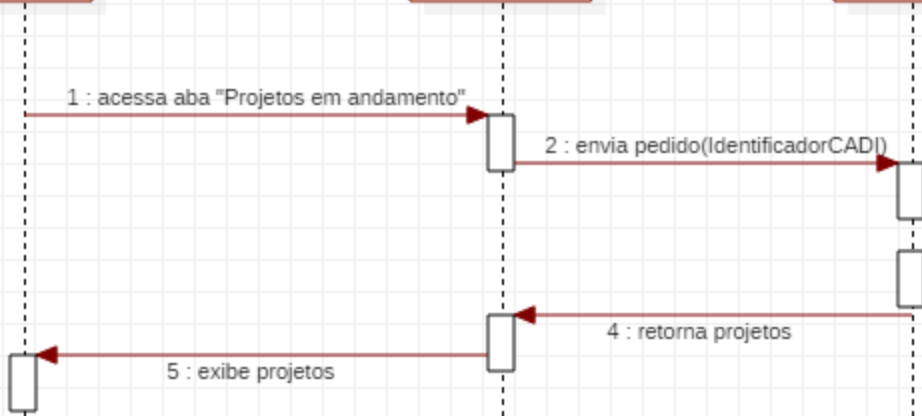 1 : acessa aba "Projetos em andamento"
2 : envia pedido(IdentificadorCADI)
4 : retorna projetos
5 : exibe projetos